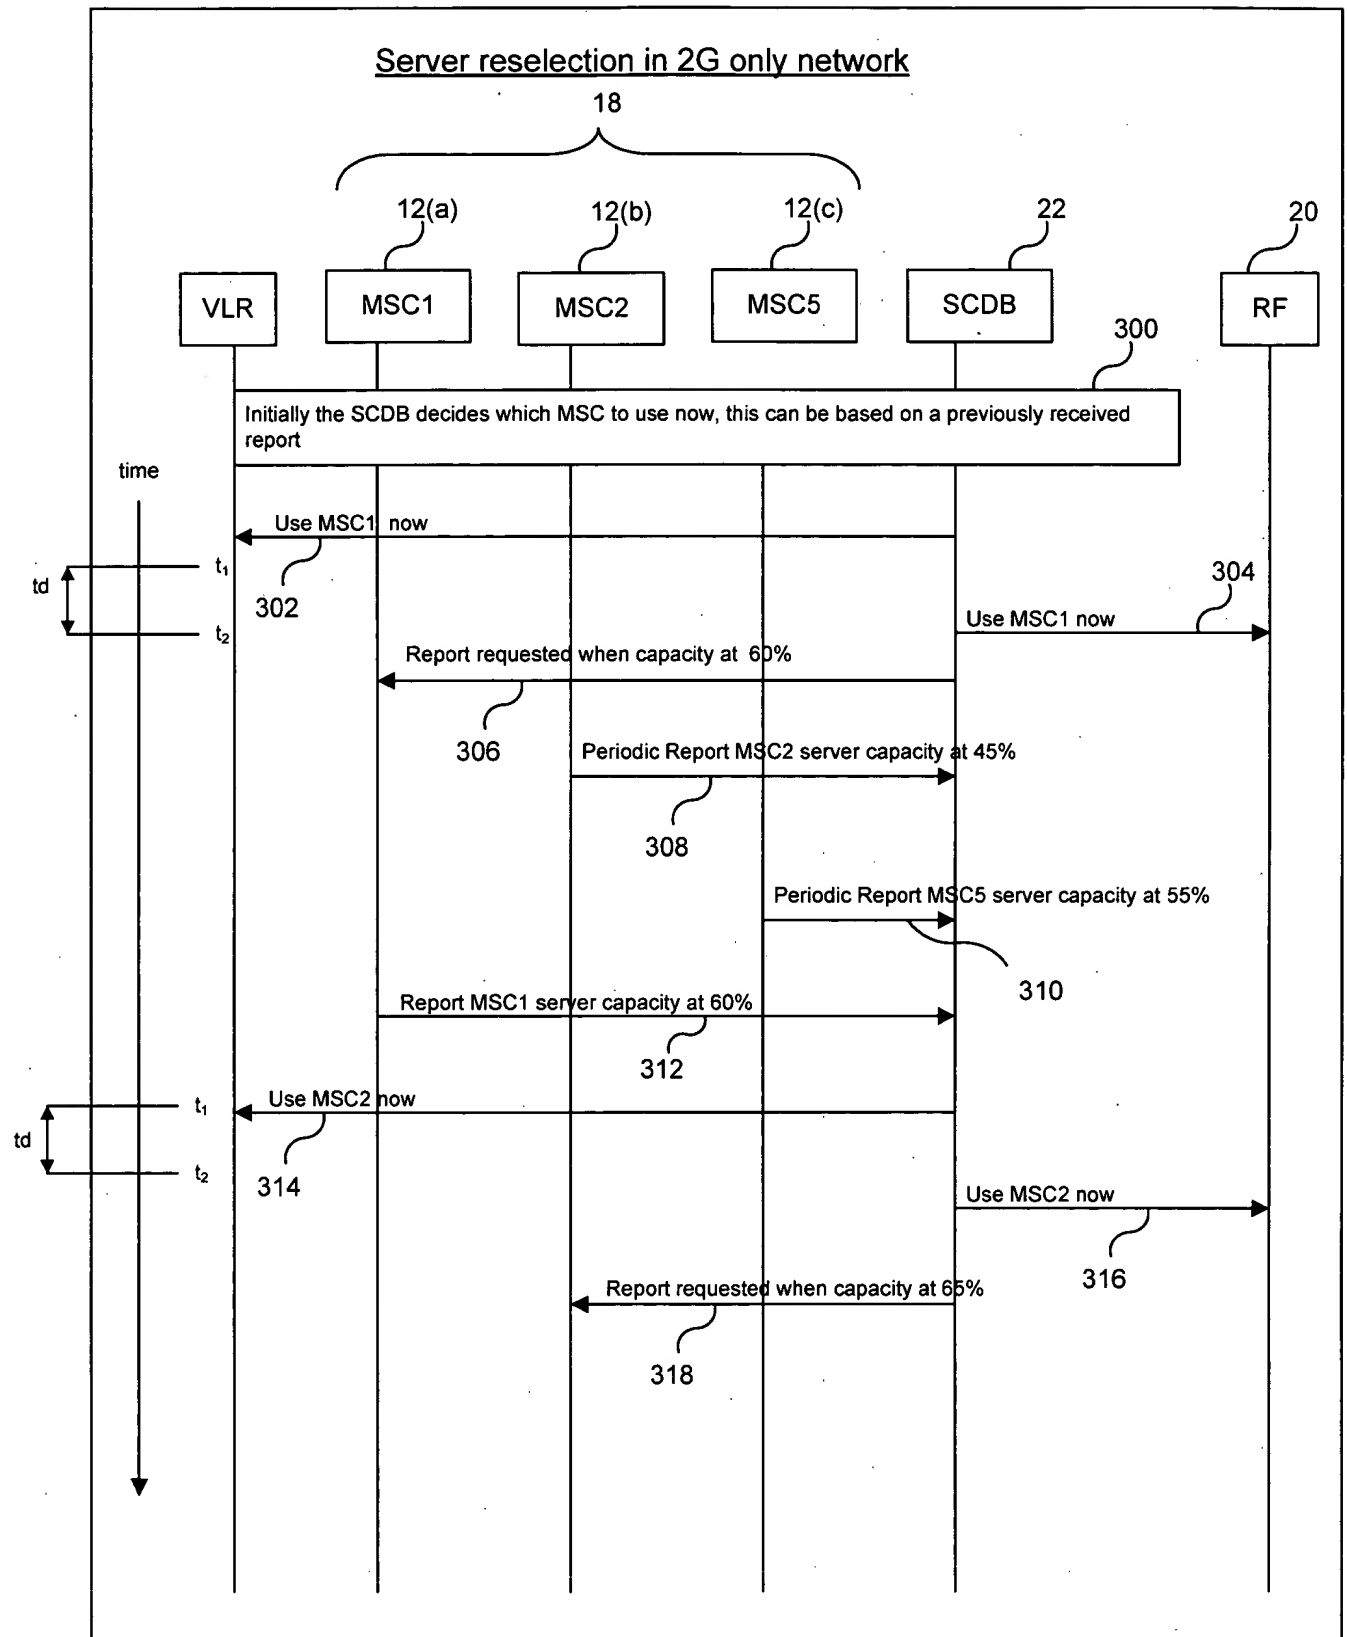 Server reselection in 2G only network
18
12(a)
12(b)
12(c)
22
20
VLR
MSC1
MSC2
MSC5
SCDB
RF
300
Initially the SCDB decides which MSC to use now, this can be based on a previously received
report
time
Use MSC1 now
t₁
td
302
304
t₂
Use MSC1 now
Report requested when capacity at 60%
306
Periodic Report MSC2 server capacity at 45%
308
Periodic Report MSC5 server capacity at 55%
310
Report MSC1 server capacity at 60%
312
Use MSC2 now
t₁
td
t₂
314
Use MSC2 now
316
Report requested when capacity at 65%
318